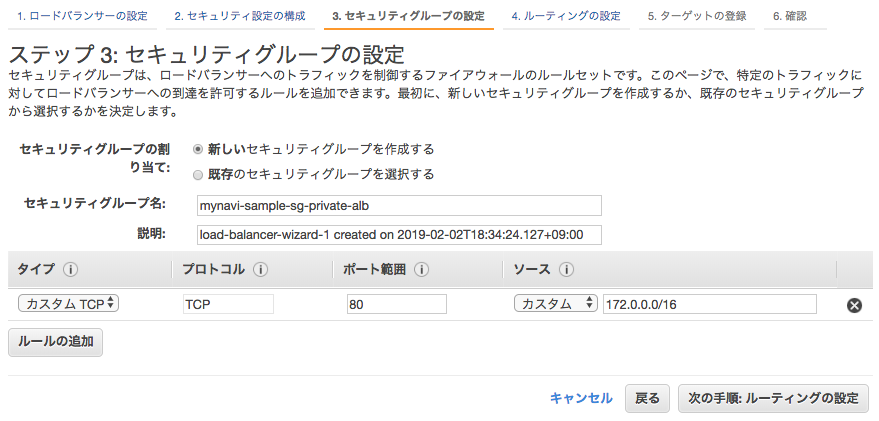 1. ロードバランサーの設定 2. セキュリティ設定の構成 3. セキュリティグループの設定 4. ルーティングの設定 5. ターゲットの登録 6. 確認
ステップ 3: セキュリティグループの設定
セキュリティグループは、ロードバランサーへのトラフィックを制御するファイアウォールのルールセットです。このページで、特定のトラフィックに
対してロードバランサーへの到達を許可するルールを追加できます。最初に、新しいセキュリティグループを作成するか、既存のセキュリティグループ
から選択するかを決定します。
セキュリティグループの割
り当て:
新しいセキュリティグループを作成する
既存のセキュリティグループを選択する
セキュリティグループ名: mynavi-sample-sg-private-alb
説明: load-balancer-wizard-1 created on 2019-02-02T18:34:24.127+09:00
タイプ i プロトコル i ポート範囲 i ソース i
カスタム TCP TCP 80 カスタム 172.0.0.0/16
ルールの追加
キャンセル 戻る 次の手順: ルーティングの設定